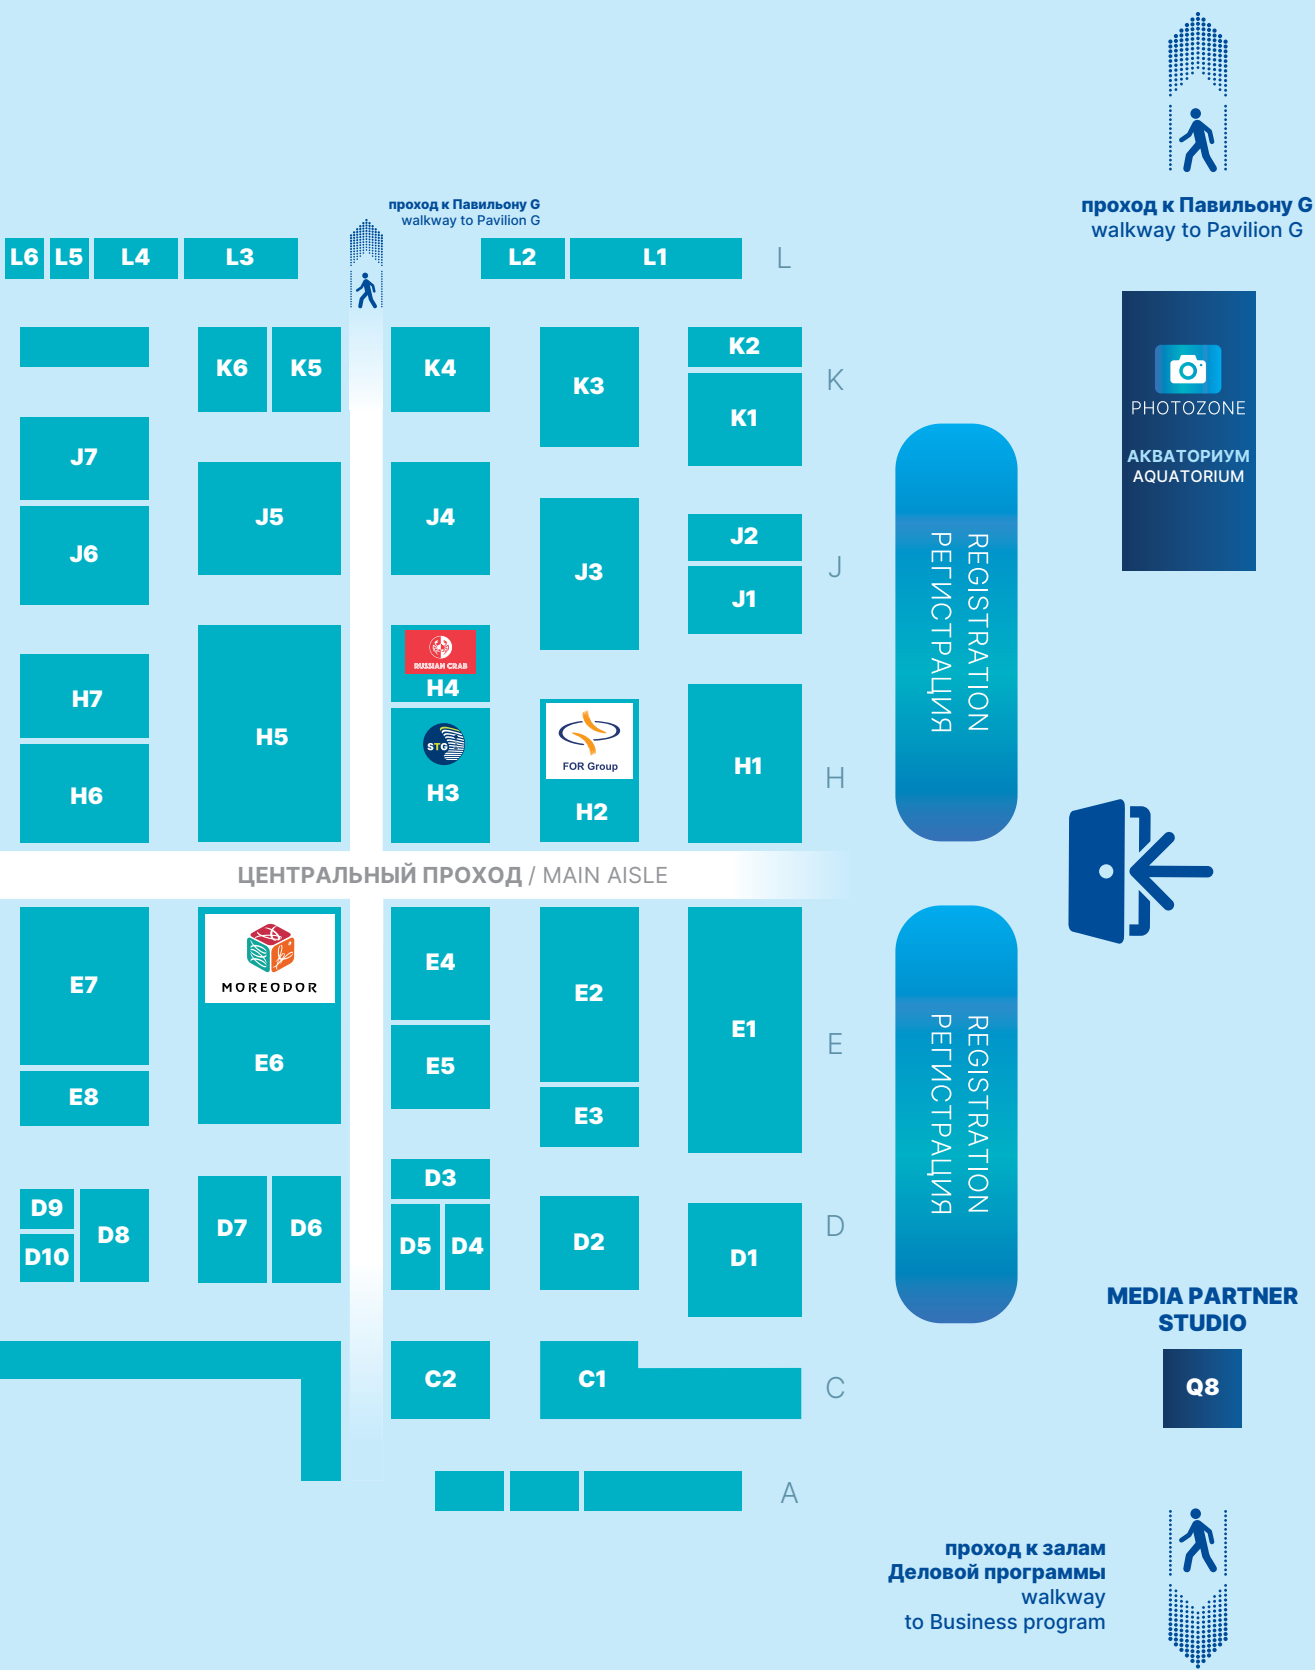 проход к Павильону G
walkway to Pavilion G
проход к Павильону G
walkway to Pavilion G
L6 L5 L4 L3 L2 L1 L
K6 K5 K4 K3 K2 K
K1
PHOTOZONE
АКВАТОРИУМ
AQUATORIUM
J7 J5 J4 J3 J2 J
J6 J1
REGISTRATION
РЕГИСТРАЦИЯ
RUSSIAN CRAB
H4
H7 H5
STG
FOR Group
H1 H
H6 H3 H2
ЦЕНТРАЛЬНЫЙ ПРОХОД / MAIN AISLE
MOREODOR
E7 E4 E2 E1 E
E8 E6 E5 E3
REGISTRATION
РЕГИСТРАЦИЯ
D3
D9 D8 D7 D6 D5 D4 D2 D1 D
D10
MEDIA PARTNER
STUDIO
Q8
C2 C1 C
A
проход к залам
Деловой программы
walkway
to Business program